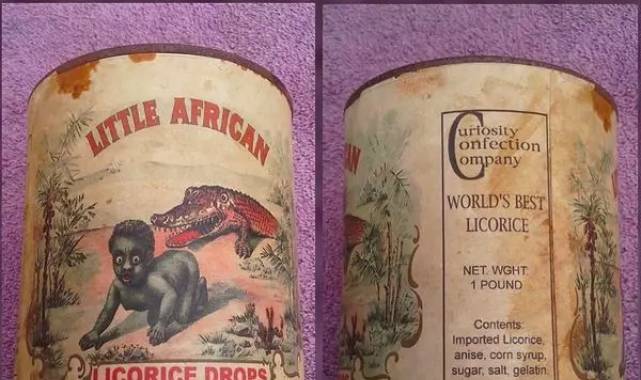 LITTLE AFRICAN
LICORICE DROPS
AN
Curiosity
Confection
Company
WORLD'S BEST
LICORICE
NET. WGHT.
1 POUND
Contents:
Imported Licorice,
anise, corn syrup,
sugar, salt, gelatin.